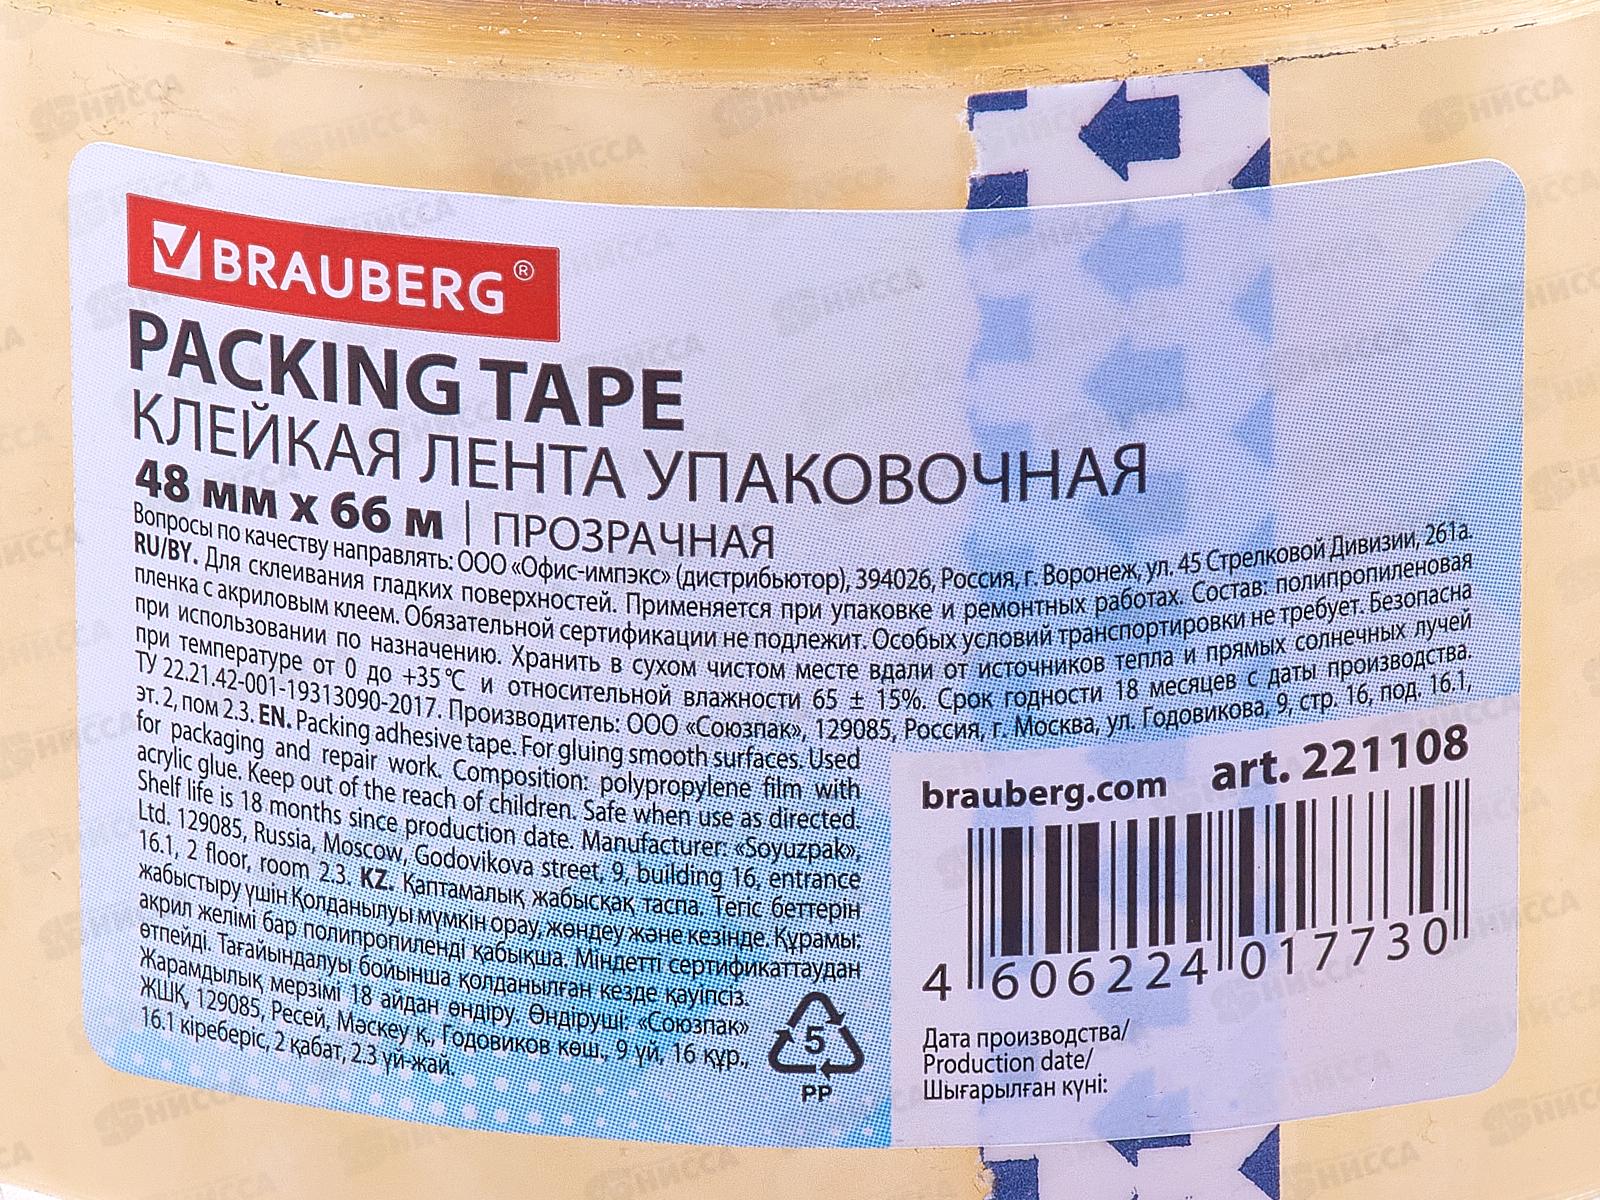 BRAUBERG®
PACKING TAPE
КЛЕЙКАЯ ЛЕНТА УПАКОВОЧНАЯ
48 мм х 66 м | ПРОЗРАЧНАЯ
Вопросы по качеству направлять: ООО «Офис-импэкс» (дистрибьютор), 394026, Россия, г. Воронеж, ул. 45 Стрелковой Дивизии, 261а.
RU/BY. Для склеивания гладких поверхностей. Применяется при упаковке и ремонтных работах. Состав: полипропиленовая
пленка с акриловым клеем. Обязательной сертификации не подлежит. Особых условий транспортировки не требует. Безопасна
при использовании по назначению. Хранить в сухом чистом месте вдали от источников тепла и прямых солнечных лучей
при температуре от 0 до +35°С и относительной влажности 65 ± 15%. Срок годности 18 месяцев с даты производства.
ТУ 22.21.42-001-19313090-2017. Производитель: ООО «Союзпак», 129085, Россия, г. Москва, ул. Годовикова, 9, стр. 16, под. 16.1,
эт. 2, пом 2.3. EN. Packing adhesive tape. For gluing smooth surfaces. Used
for packaging and repair work. Composition: polypropylene film with
acrylic glue. Keep out of the reach of children. Safe when use as directed.
Shelf life is 18 months since production date. Manufacturer: «Soyuzpak»,
Ltd, 129085, Russia, Moscow, Godovikova street, 9, building 16, entrance
16.1, 2 floor, room 2.3. KZ. Қаптамалық жабысқақ таспа. Тегіс беттерін
жабыстыру үшін Қолданылуы мүмкін орау, жөндеу және кезінде. Құрамы:
акрил желімі бар полипропиленді қабықша. Міндетті сертификаттаудан
өтпейді. Тағайындалуы бойынша қолданылған кезде қауіпсіз.
Жарамдылық мерзімі 18 айдан өндіру. Өндіруші: «Союзпак»
ЖШҚ, 129085, Ресей, Мәскеу қ., Годовиков көш., 9 үй, 16 құр.,
16.1 кіреберіс, 2 қабат, 2.3 үй-жай.
5
PP
brauberg.com art. 221108
4 606224 017730
Дата производства/
Production date/
Шығарылған күні:
НИССА